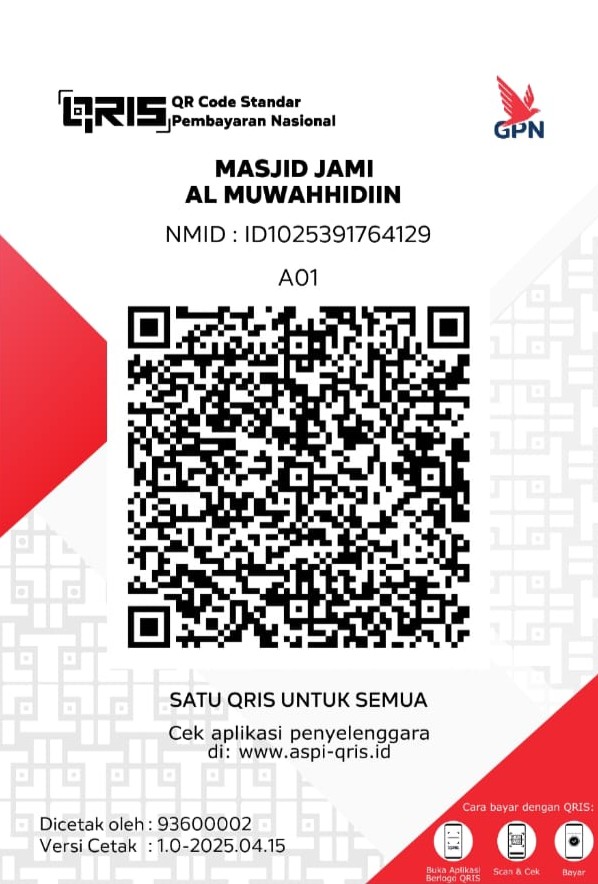 QRIS QR Code Standar
Pembayaran Nasional
GPN
MASJID JAMI
AL MUWAHHIDIIN
NMID : ID1025391764129
A01
SATU QRIS UNTUK SEMUA
Cek aplikasi penyelenggara
di: www.aspi-qris.id
Dicetak oleh : 93600002
Versi Cetak : 1.0-2025.04.15
Cara bayar dengan QRIS:
Buka Aplikasi
Berlogo QRIS
Scan & Cek
Bayar